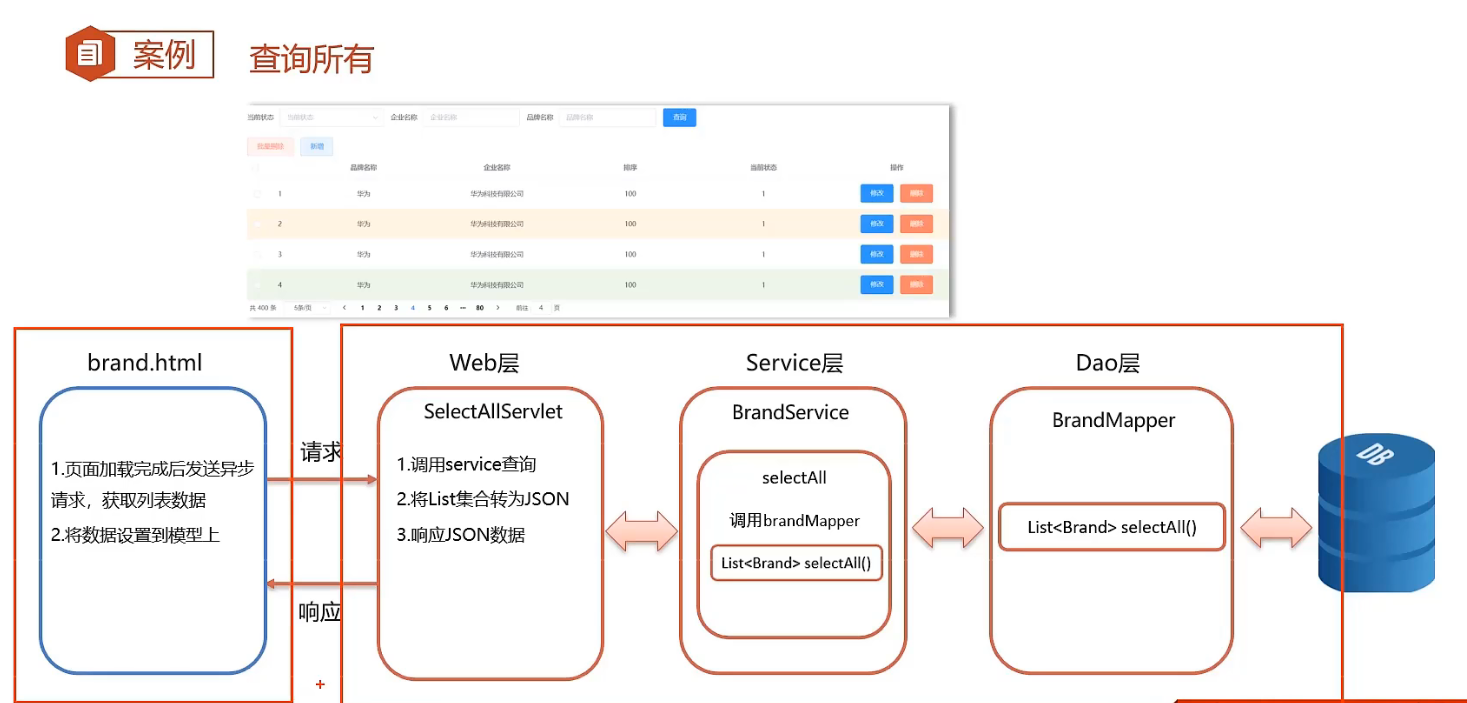 案例
查询所有
当前状态 当前状态 企业名称 企业名称 品牌名称 品牌名称 查询
批量删除 新增
品牌名称 企业名称 排序 当前状态 操作
1 华为 华为科技有限公司 100 1 修改 删除
2 华为 华为科技有限公司 100 1 修改 删除
3 华为 华为科技有限公司 100 1 修改 删除
4 华为 华为科技有限公司 100 1 修改 删除
共 400 条 5条/页 1 2 3 4 5 6 ••• 80 前往 4 页
brand.html
1.页面加载完成后发送异步
请求，获取列表数据
2.将数据设置到模型上
请求
响应
Web层
SelectAllServlet
1.调用service查询
2.将List集合转为JSON
3.响应JSON数据
Service层
BrandService
selectAll
调用brandMapper
List<Brand> selectAll()
Dao层
BrandMapper
List<Brand> selectAll()
DB